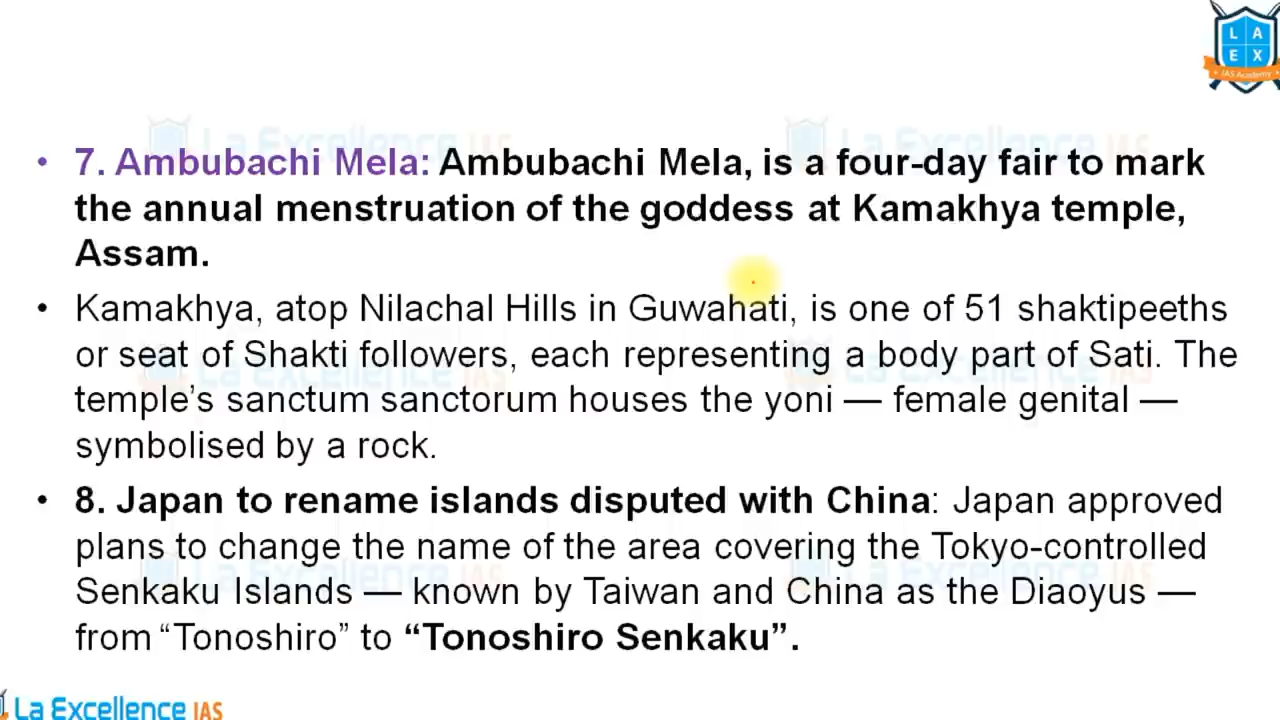 L A
E X
IAS Academy
• 7. Ambubachi Mela: Ambubachi Mela, is a four-day fair to mark
the annual menstruation of the goddess at Kamakhya temple,
Assam.
• Kamakhya, atop Nilachal Hills in Guwahati, is one of 51 shaktipeeths
or seat of Shakti followers, each representing a body part of Sati. The
temple’s sanctum sanctorum houses the yoni — female genital —
symbolised by a rock.
• 8. Japan to rename islands disputed with China: Japan approved
plans to change the name of the area covering the Tokyo-controlled
Senkaku Islands — known by Taiwan and China as the Diaoyus —
from “Tonoshiro” to “Tonoshiro Senkaku”.
La Excellence IAS